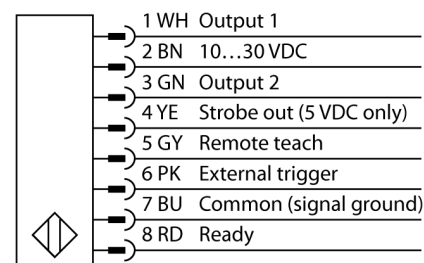 1 WH Output 1
2 BN 10...30 VDC
3 GN Output 2
4 YE Strobe out (5 VDC only)
5 GY Remote teach
6 PK External trigger
7 BU Common (signal ground)
8 RD Ready